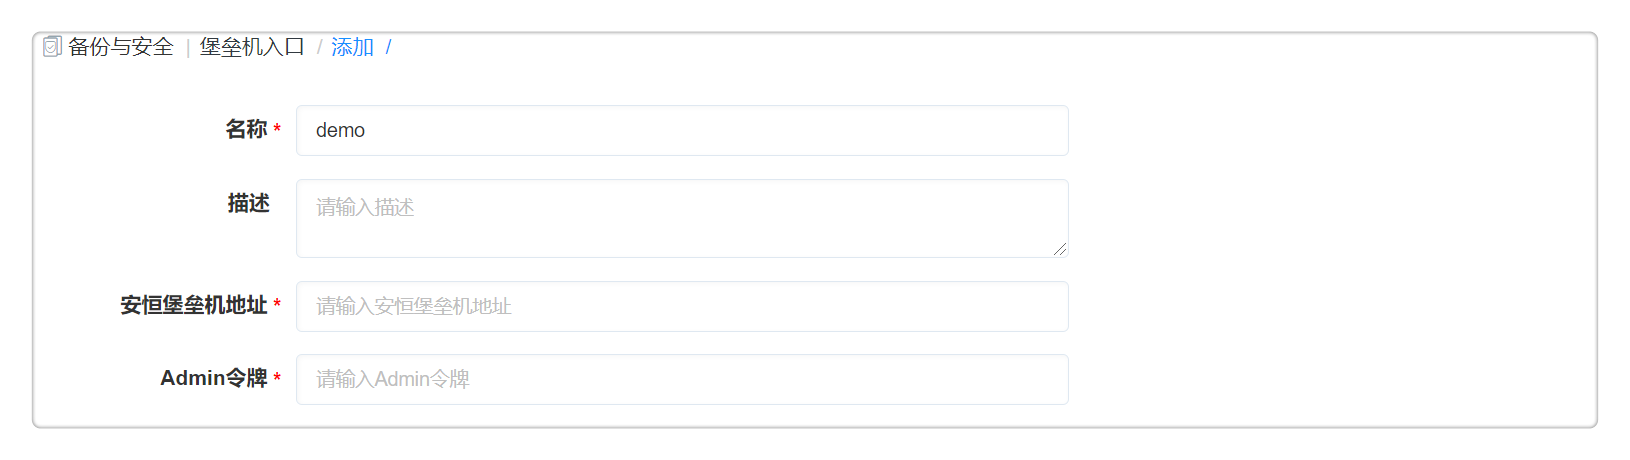 备份与安全 | 堡垒机入口 / 添加 /
名称 * demo
描述 请输入描述
安恒堡垒机地址 * 请输入安恒堡垒机地址
Admin令牌 * 请输入Admin令牌